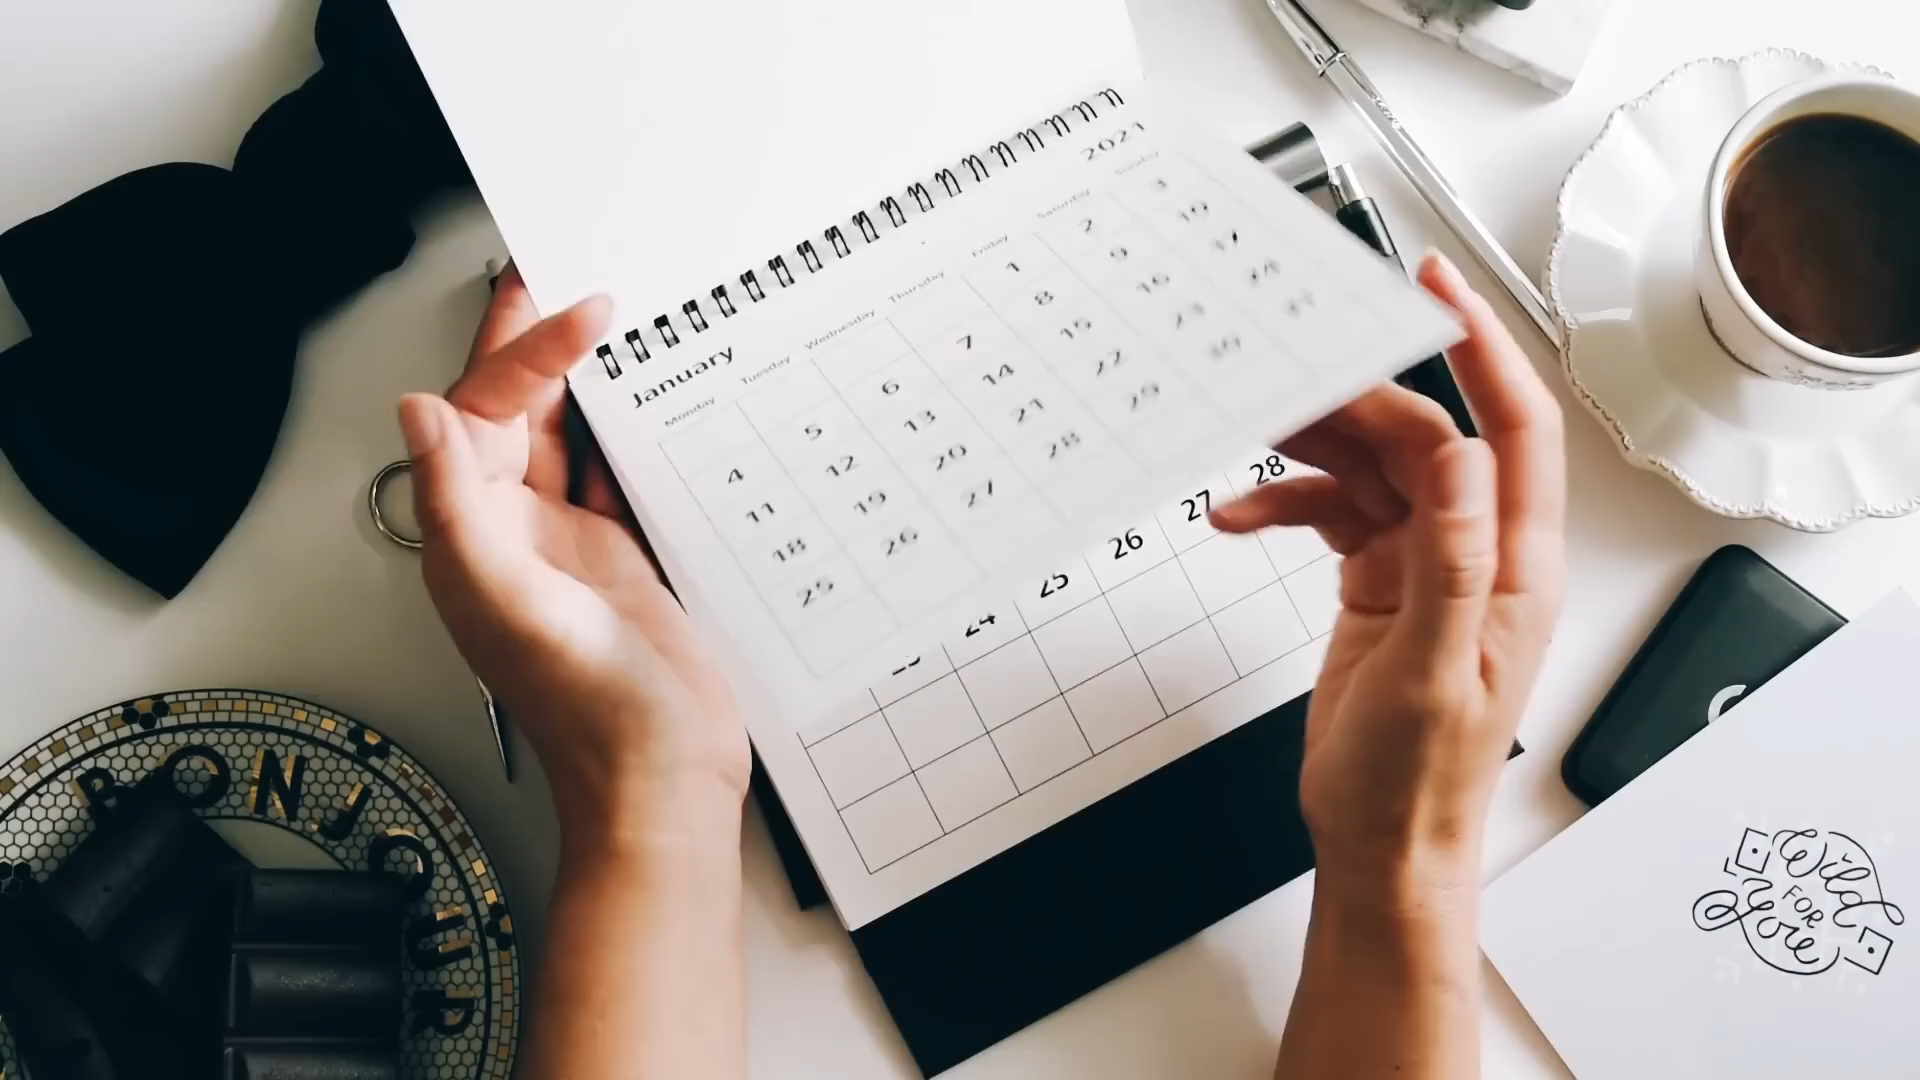 2021
January
Monday Tuesday Wednesday Thursday Friday Saturday Sunday
1 2 3
4 5 6 7 8 9 10
11 12 13 14 15 16 17
18 19 20 21 22 23 24
25 26 27 28 29 30 31
24 25 26 27 28
BONJOUR
Wild
FOR
You